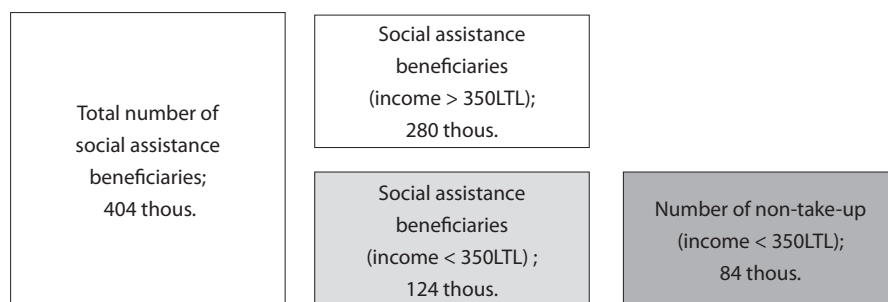 Total number of
social assistance
beneficiaries;
404 thous.
Social assistance
beneficiaries
(income > 350LTL);
280 thous.
Social assistance
beneficiaries
(income < 350LTL) ;
124 thous.
Number of non-take-up
(income < 350LTL);
84 thous.